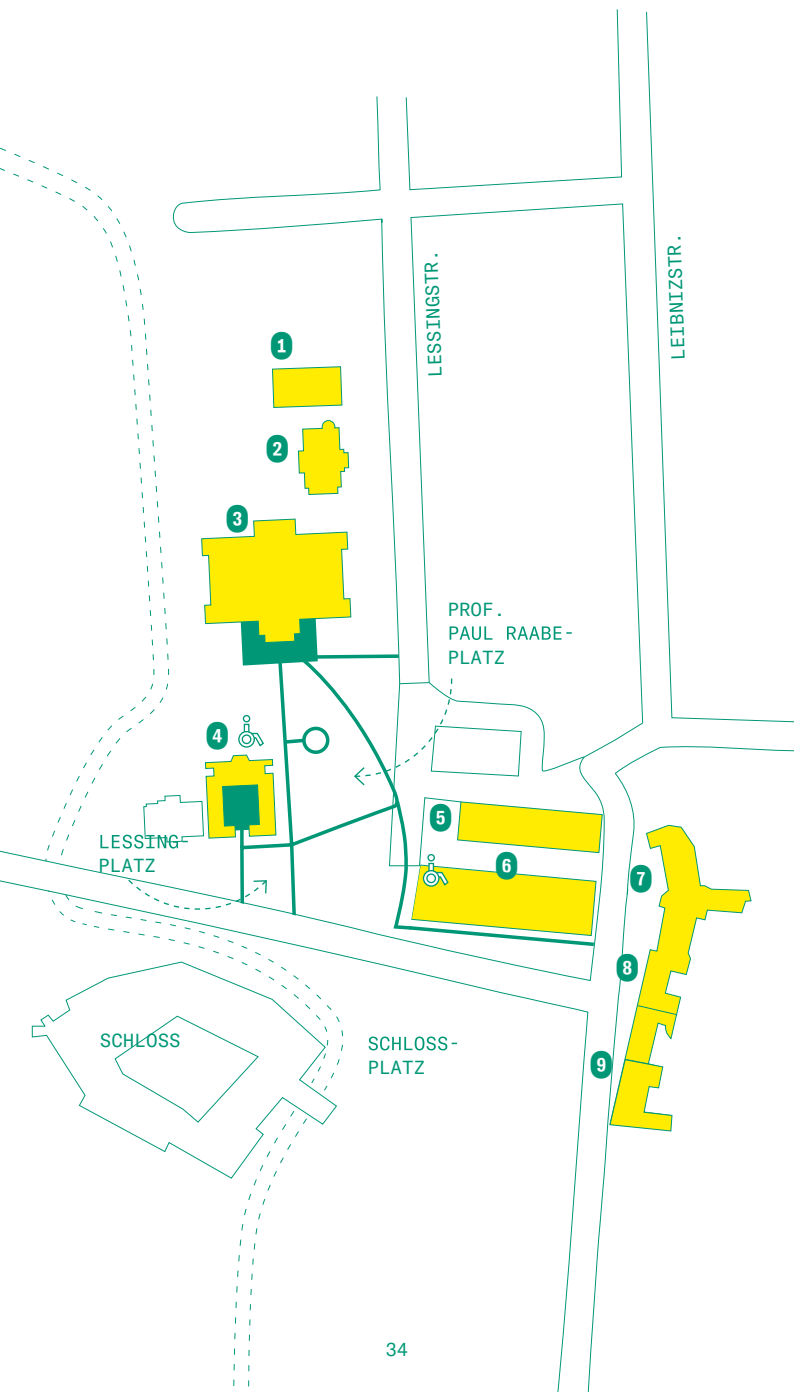 LESSINGSTR.
LEIBNIZSTR.
1
2
3
PROF.
PAUL RAABE-
PLATZ
4
5
LESSING-
PLATZ
6
7
8
SCHLOSS
SCHLOSS-
PLATZ
9
34